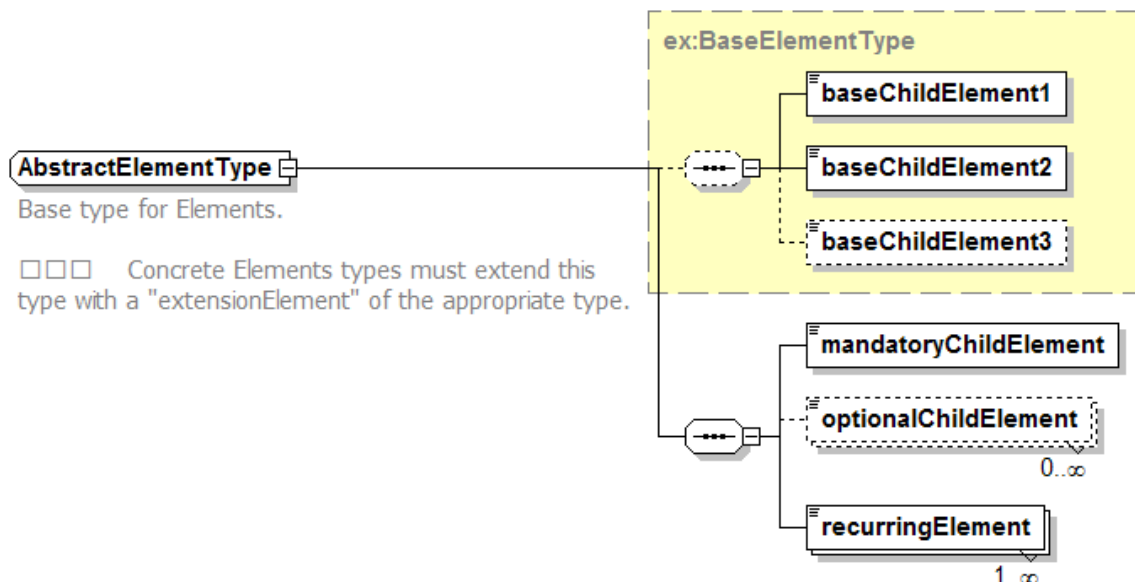 ex:BaseElementType
baseChildElement1
AbstractElementType
baseChildElement2
Base type for Elements.
baseChildElement3
□□□ Concrete Elements types must extend this
type with a "extensionElement" of the appropriate type.
mandatoryChildElement
optionalChildElement
0..∞
recurringElement
1..∞